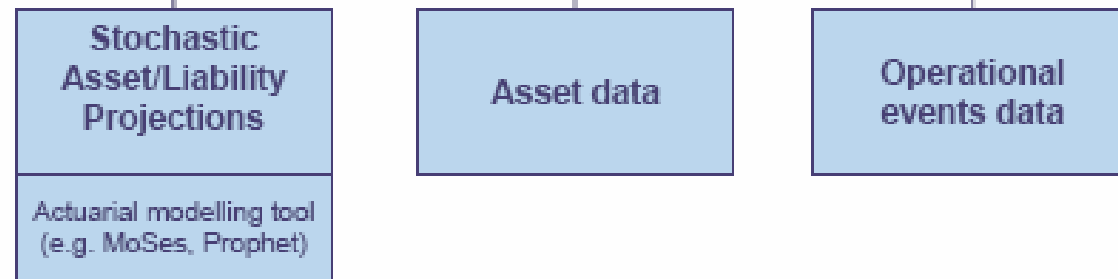 Stochastic
Asset/Liability
Projections
Actuarial modelling tool
(e.g. MoSes, Prophet)
Asset data
Operational
events data